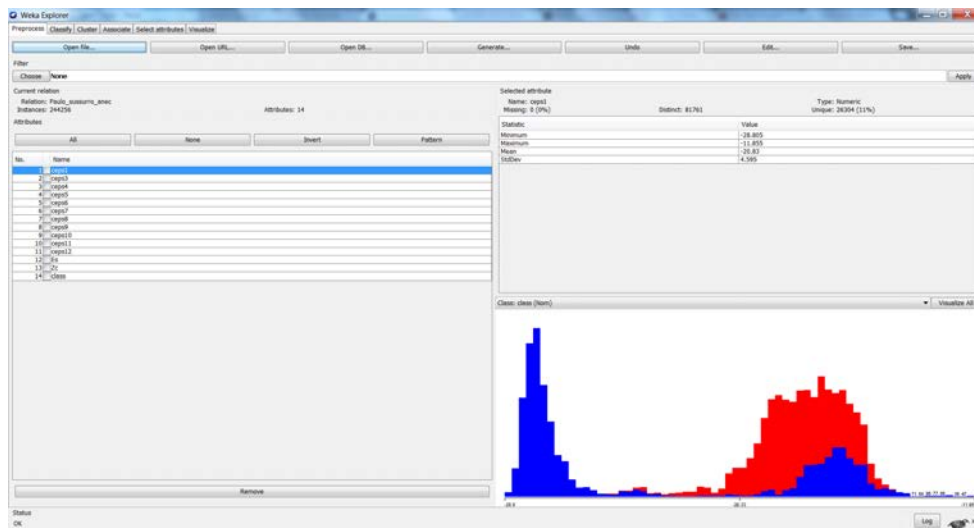 Weka Explorer
Preprocess Classify Cluster Associate Select attributes Visualize
Open file... Open URL... Open DB... Generate... Undo Edit... Save...
Filter
Choose None Apply
Current relation
Relation: Paulo_sussurro_anec
Instances: 244256 Attributes: 14
Attributes
All None Invert Pattern
No. Name
1 ceps1
2 ceps3
3 ceps4
4 ceps5
5 ceps6
6 ceps7
7 ceps8
8 ceps9
9 ceps10
10 ceps11
11 ceps12
12 Es
13 Zc
14 class
Remove
Selected attribute
Name: ceps1 Type: Numeric
Missing: 0 (0%) Distinct: 81761 Unique: 26304 (11%)
Statistic Value
Minimum -28.805
Maximum -11.855
Mean -20.83
StdDev 4.595
Class: class (Nom) Visualize All
Status
OK
Log